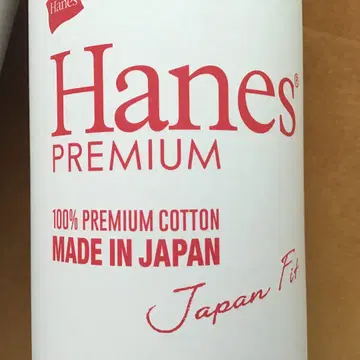 Hanes
Hanes®
PREMIUM
100% PREMIUM COTTON
MADE IN JAPAN
Japan Fit